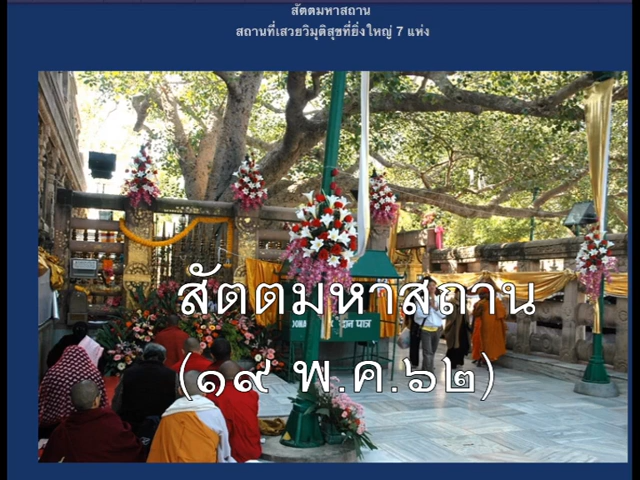 สัตตมหาสถาน
สถานที่เสวยวิมุติสุขที่ยิ่งใหญ่ 7 แห่ง
สัตตมหาสถาน
(๑๙ พ.ค.๖๒)
दान पात्र